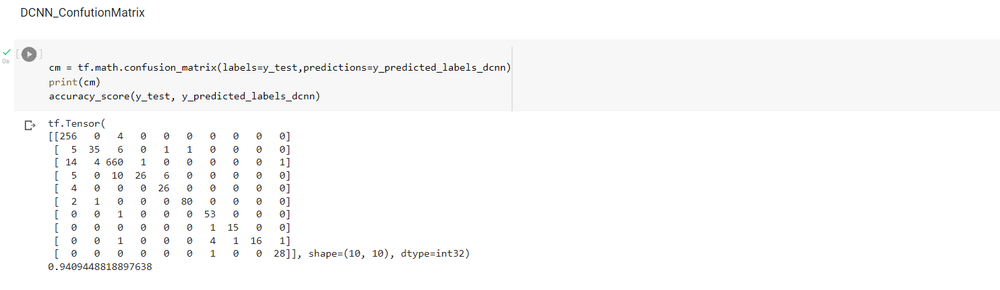 DCNN_ConfutionMatrix
[ ]
0s
cm = tf.math.confusion_matrix(labels=y_test,predictions=y_predicted_labels_dcnn)
print(cm)
accuracy_score(y_test, y_predicted_labels_dcnn)
tf.Tensor(
[[256 0 4 0 0 0 0 0 0 0]
[ 5 35 6 0 1 1 0 0 0 0]
[ 14 4 660 1 0 0 0 0 0 1]
[ 5 0 10 26 6 0 0 0 0 0]
[ 4 0 0 0 26 0 0 0 0 0]
[ 2 1 0 0 0 80 0 0 0 0]
[ 0 0 1 0 0 0 53 0 0 0]
[ 0 0 0 0 0 0 1 15 0 0]
[ 0 0 1 0 0 0 4 1 16 1]
[ 0 0 0 0 0 0 1 0 0 28]], shape=(10, 10), dtype=int32)
0.9409448818897638